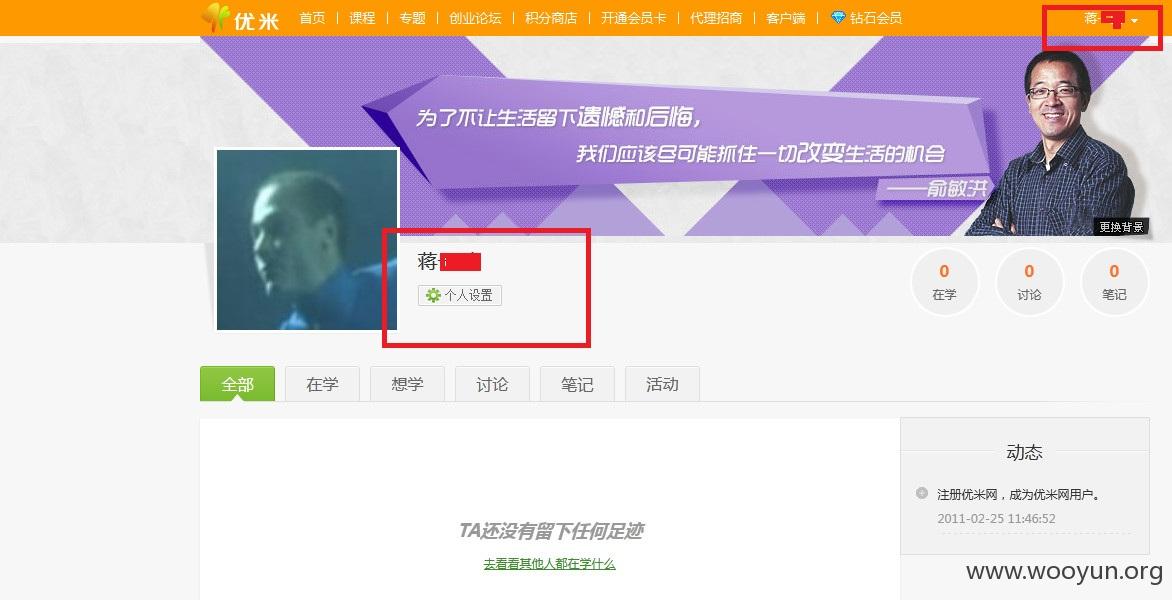 优米 首页 课程 专题 创业论坛 积分商店 开通会员卡 代理招商 客户端 钻石会员 蒋
为了不让生活留下遗憾和后悔，
我们应该尽可能抓住一切改变生活的机会
——俞敏洪
更换背景
蒋
个人设置
0 0 0
在学 讨论 笔记
全部 在学 想学 讨论 笔记 活动
动态
注册优米网，成为优米网用户。
2011-02-25 11:46:52
TA还没有留下任何足迹
去看看其他人都在学什么
www.wooyun.org